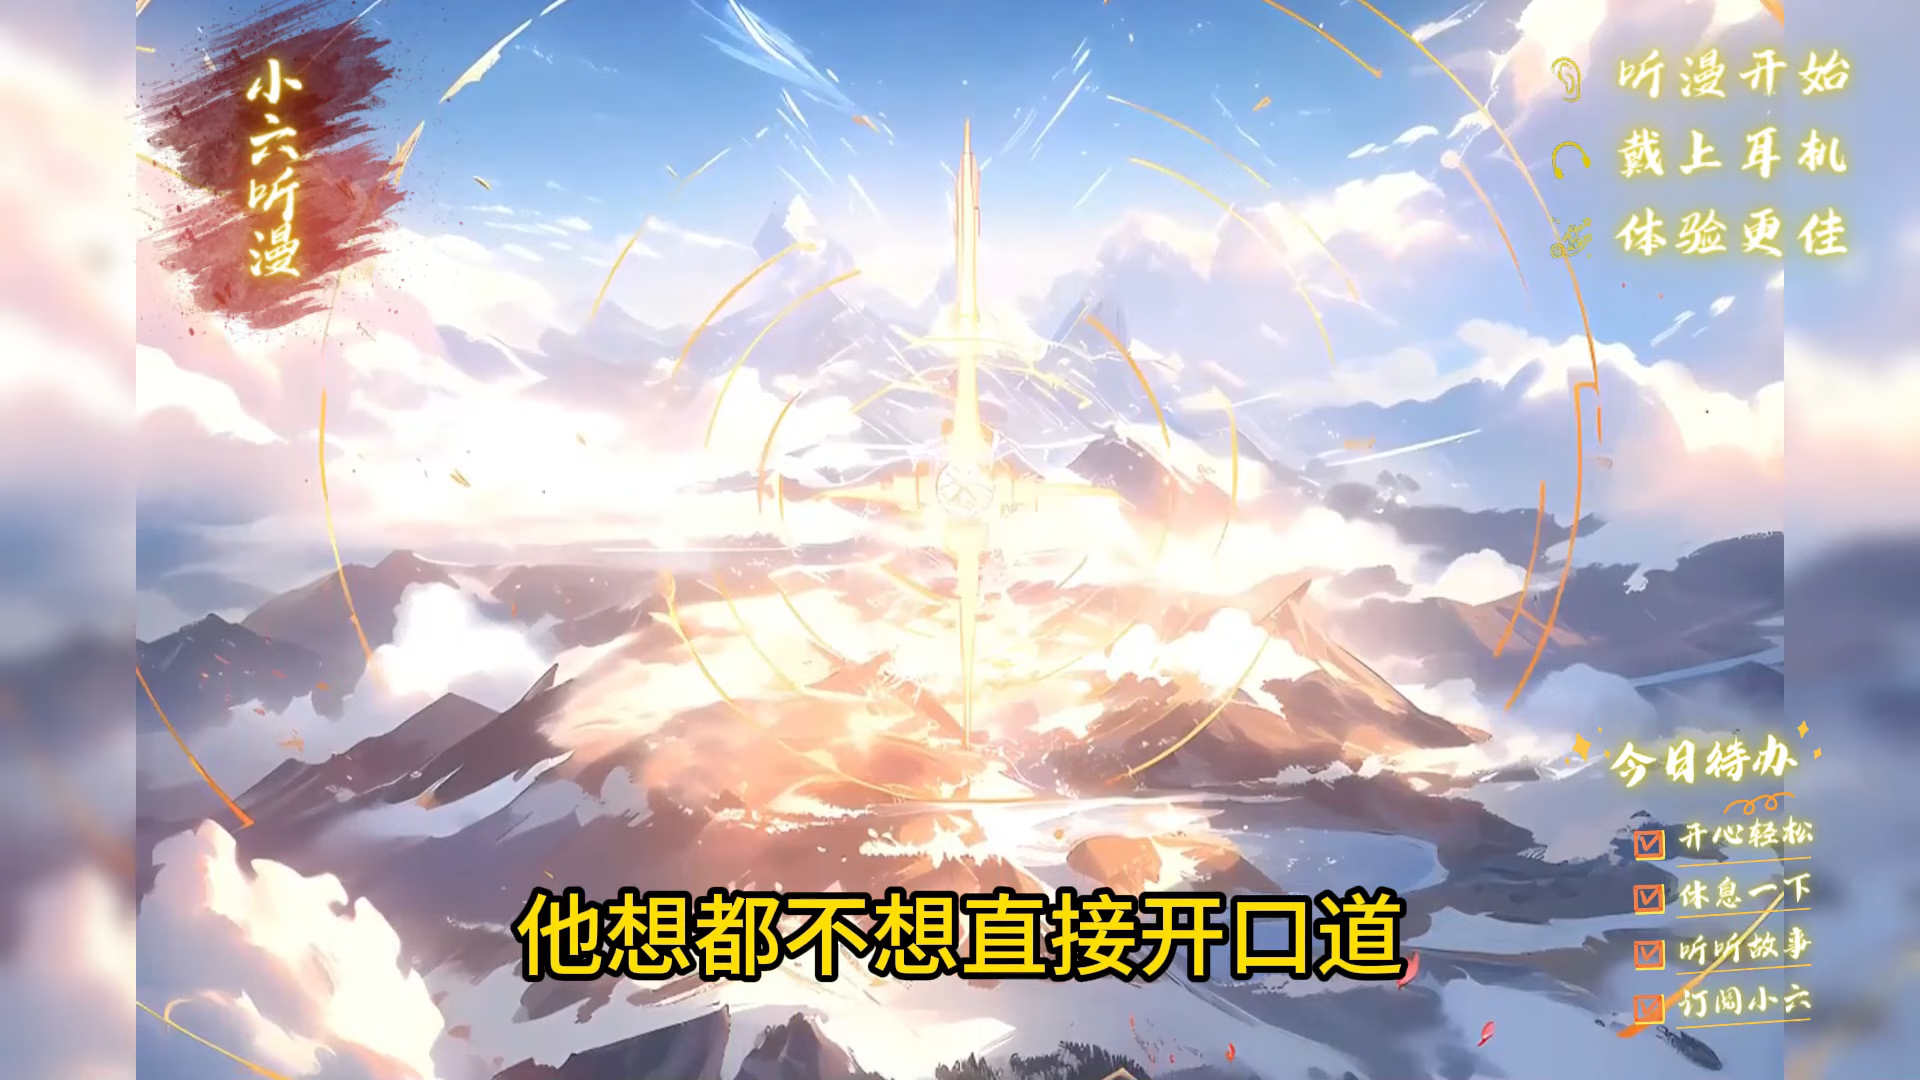 小六听漫
听漫开始
戴上耳机
体验更佳
今日待办
开心轻松
休息一下
听听故事
订阅小六
他想都不想直接开口道